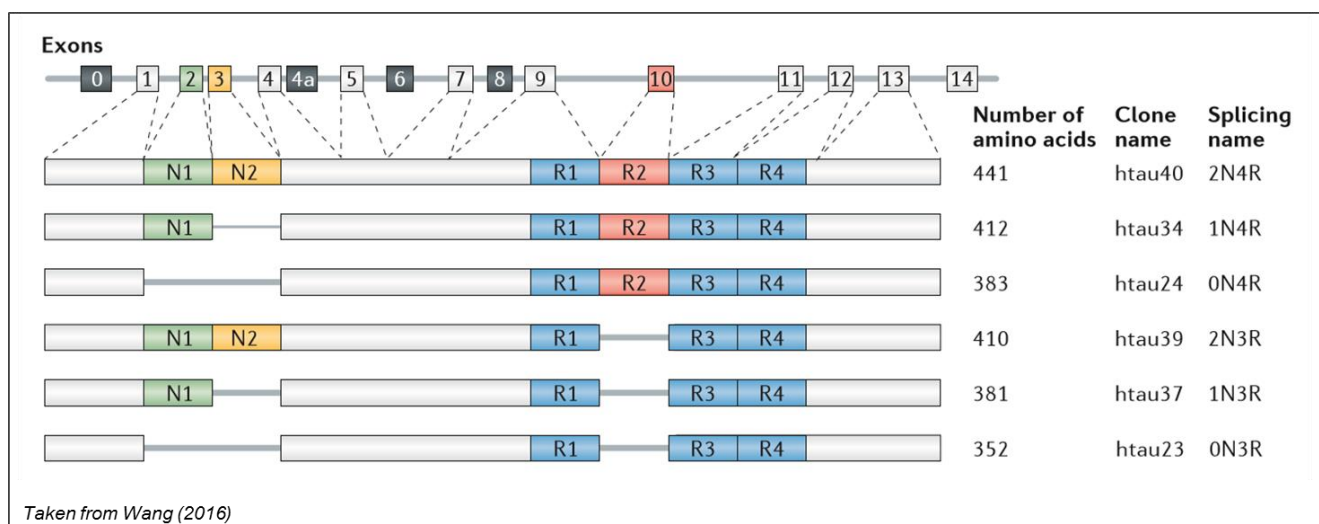 Exons
0 1 2 3 4 4a 5 6 7 8 9 10 11 12 13 14
Number of amino acids Clone name Splicing name
N1 N2 R1 R2 R3 R4 441 htau40 2N4R
N1 R1 R2 R3 R4 412 htau34 1N4R
R1 R2 R3 R4 383 htau24 0N4R
N1 N2 R1 R3 R4 410 htau39 2N3R
N1 R1 R3 R4 381 htau37 1N3R
R1 R3 R4 352 htau23 0N3R
Taken from Wang (2016)